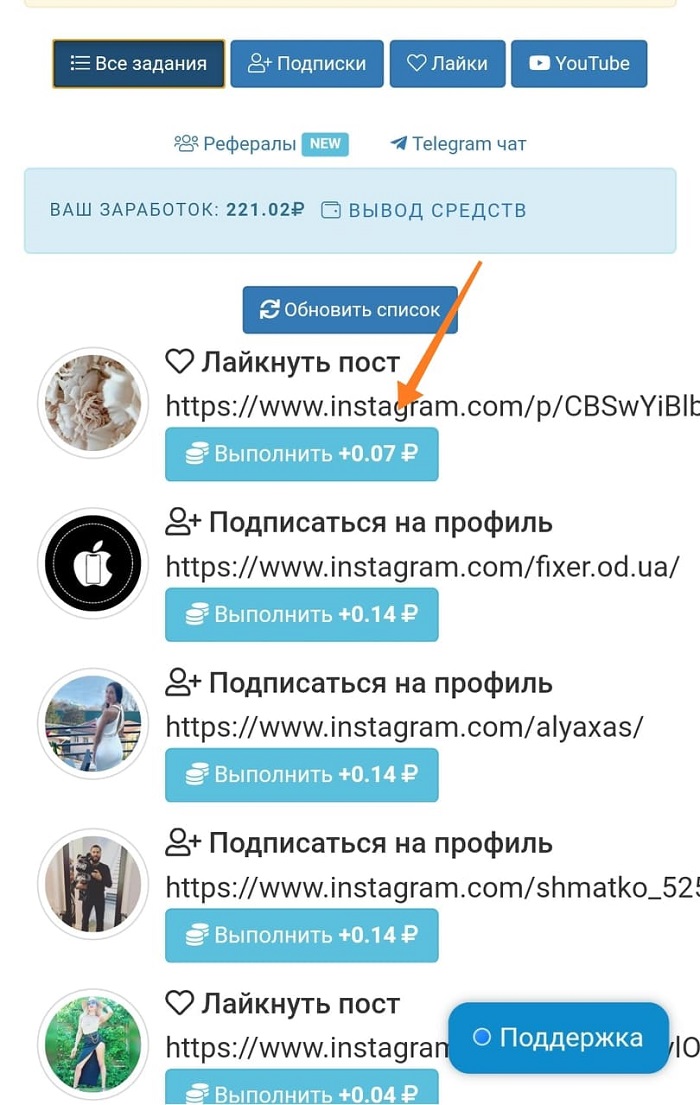 Все задания Подписки Лайки YouTube
Рефералы NEW Telegram чат
ВАШ ЗАРАБОТОК: 221.02₽ ВЫВОД СРЕДСТВ
Обновить список
Лайкнуть пост
https://www.instagram.com/p/CBSwYiBlb
Выполнить +0.07 ₽
Подписаться на профиль
https://www.instagram.com/fixer.od.ua/
Выполнить +0.14 ₽
Подписаться на профиль
https://www.instagram.com/alyaxas/
Выполнить +0.14 ₽
Подписаться на профиль
https://www.instagram.com/shmatko_525
Выполнить +0.14 ₽
Лайкнуть пост
https://www.instagram
Поддержка
Выполнить +0.04 ₽